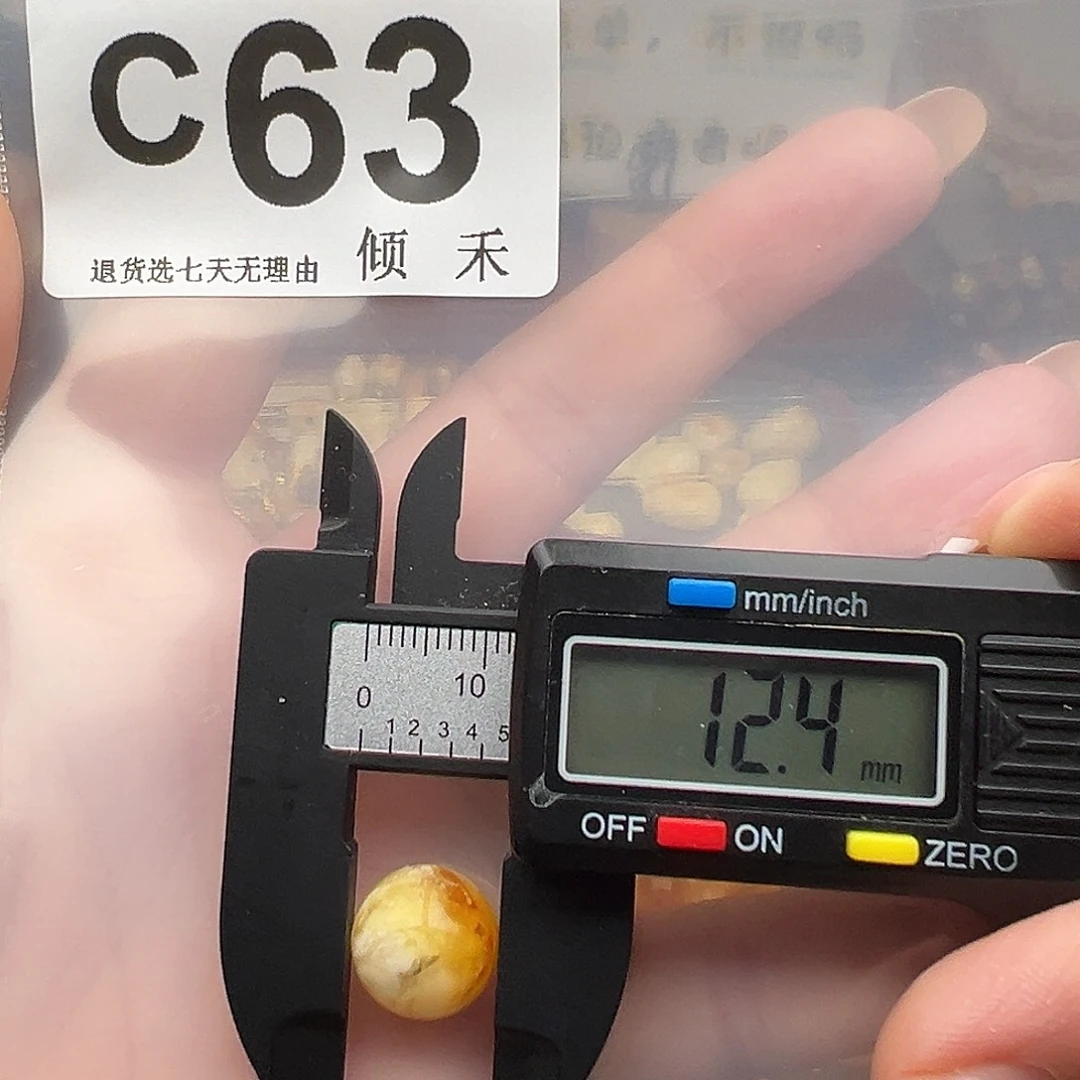 C63
退货选七天无理由 倾 禾
mm/inch
0 10
1 2 3 4 5
12.4 mm
OFF ON ZERO